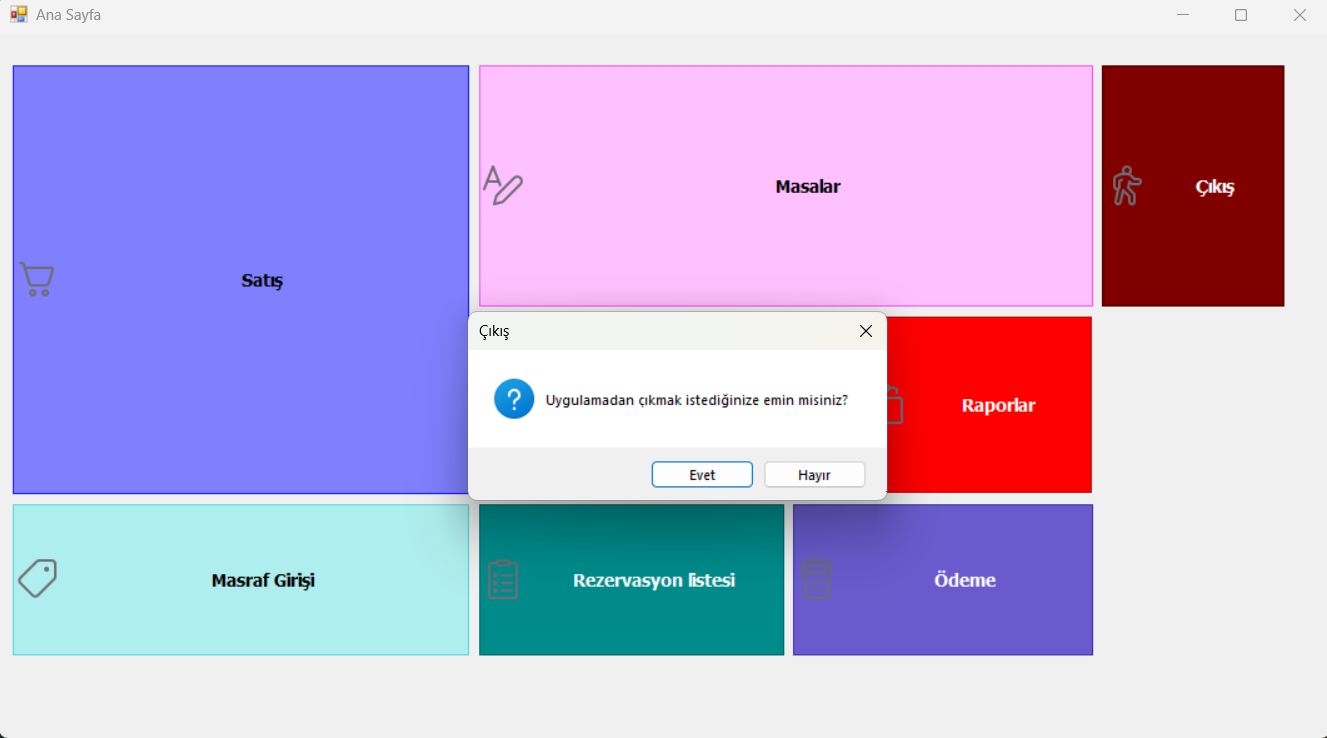 Ana Sayfa
Satış
Masalar
Çıkış
Çıkış
Uygulamadan çıkmak istediğinize emin misiniz?
Evet
Hayır
Raporlar
Masraf Girişi
Rezervasyon listesi
Ödeme